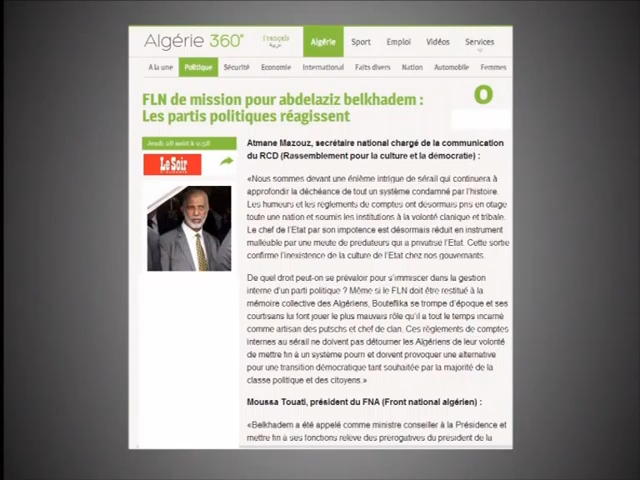 Algérie 360°
français
Algérie Sport Emploi Vidéos Services
A la une Politique Sécurité Economie International Faits divers Nation Automobile Femmes
FLN de mission pour abdelaziz belkhadem :
Les partis politiques réagissent
0
Jeudi 28 août à 0:58
Le Soir
Atmane Mazouz, secrétaire national chargé de la communication
du RCD (Rassemblement pour la culture et la démocratie) :
«Nous sommes devant une énième intrigue de sérail qui continuera à
approfondir la déchéance de tout un système condamné par l'histoire.
Les humeurs et les règlements de comptes ont désormais pris en otage
toute une nation et soumis les institutions à la volonté clanique et tribale.
Le chef de l'Etat par son impotence est désormais réduit en instrument
malléable par une meute de prédateurs qui a privatisé l'Etat. Cette sortie
confirme l'inexistence de la culture de l'Etat chez nos gouvernants.
De quel droit peut-on se prévaloir pour s'immiscer dans la gestion
interne d'un parti politique ? Même si le FLN doit être restitué à la
mémoire collective des Algériens, Bouteflika se trompe d'époque et ses
courtisans lui font jouer le plus mauvais rôle qu'il a tout le temps incarné
comme artisan des putschs et chef de clan. Ces règlements de comptes
internes au sérail ne doivent pas détourner les Algériens de leur volonté
de mettre fin à un système pourri et doivent provoquer une alternative
pour une transition démocratique tant souhaitée par la majorité de la
classe politique et des citoyens.»
Moussa Touati, président du FNA (Front national algérien) :
«Belkhadem a été appelé comme ministre conseiller à la Présidence et
mettre fin à ses fonctions relève des prérogatives du président de la